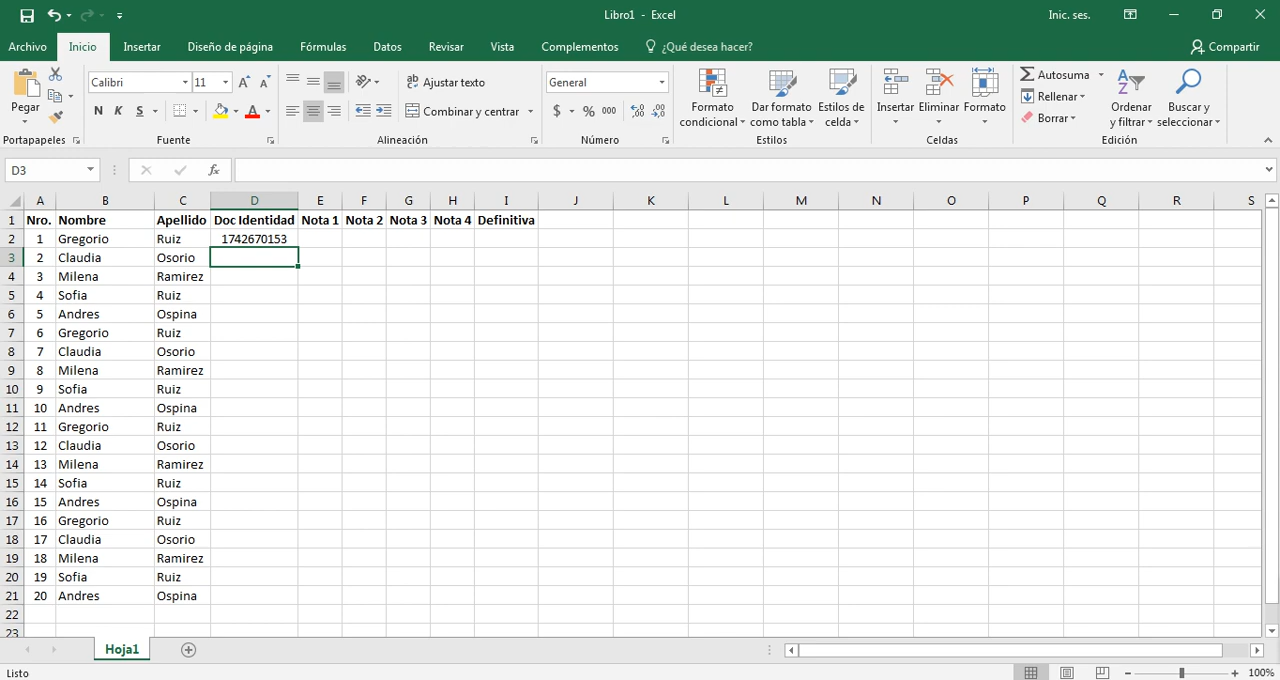 Libro1 - Excel
Inic. ses.
Archivo Inicio Insertar Diseño de página Fórmulas Datos Revisar Vista Complementos ¿Qué desea hacer? Compartir
Pegar
Calibri 11
N K S
Ajustar texto
Combinar y centrar
General
$ % 000
Formato condicional
Dar formato como tabla
Estilos de celda
Insertar Eliminar Formato
Autosuma
Rellenar
Borrar
Ordenar y filtrar
Buscar y seleccionar
Portapapeles Fuente Alineación Número Estilos Celdas Edición
D3 fx
A B C D E F G H I J K L M N O P Q R S
1 Nro. Nombre Apellido Doc Identidad Nota 1 Nota 2 Nota 3 Nota 4 Definitiva
2 1 Gregorio Ruiz 1742670153
3 2 Claudia Osorio
4 3 Milena Ramirez
5 4 Sofia Ruiz
6 5 Andres Ospina
7 6 Gregorio Ruiz
8 7 Claudia Osorio
9 8 Milena Ramirez
10 9 Sofia Ruiz
11 10 Andres Ospina
12 11 Gregorio Ruiz
13 12 Claudia Osorio
14 13 Milena Ramirez
15 14 Sofia Ruiz
16 15 Andres Ospina
17 16 Gregorio Ruiz
18 17 Claudia Osorio
19 18 Milena Ramirez
20 19 Sofia Ruiz
21 20 Andres Ospina
22
23
Hoja1
Listo
100%